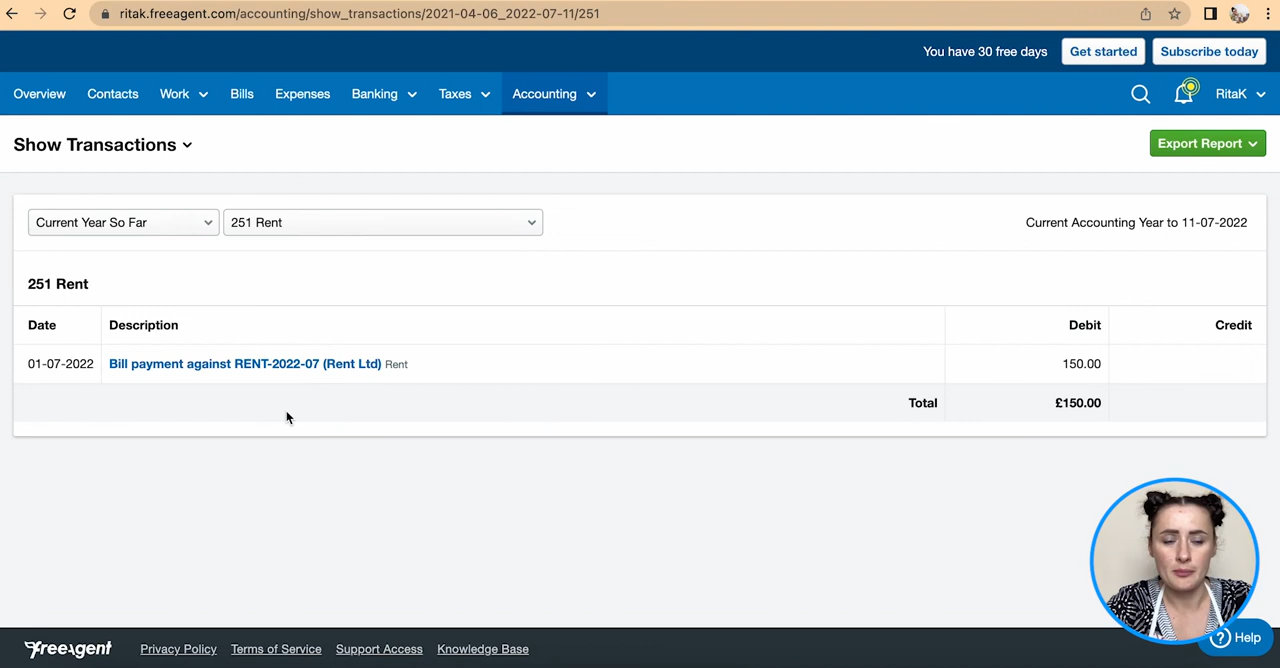 ritak.freeagent.com/accounting/show_transactions/2021-04-06_2022-07-11/251
You have 30 free days Get started Subscribe today
Overview Contacts Work Bills Expenses Banking Taxes Accounting RitaK
Show Transactions Export Report
Current Year So Far 251 Rent Current Accounting Year to 11-07-2022
251 Rent
Date Description Debit Credit
01-07-2022 Bill payment against RENT-2022-07 (Rent Ltd) Rent 150.00
Total £150.00
freeagent Privacy Policy Terms of Service Support Access Knowledge Base ? Help